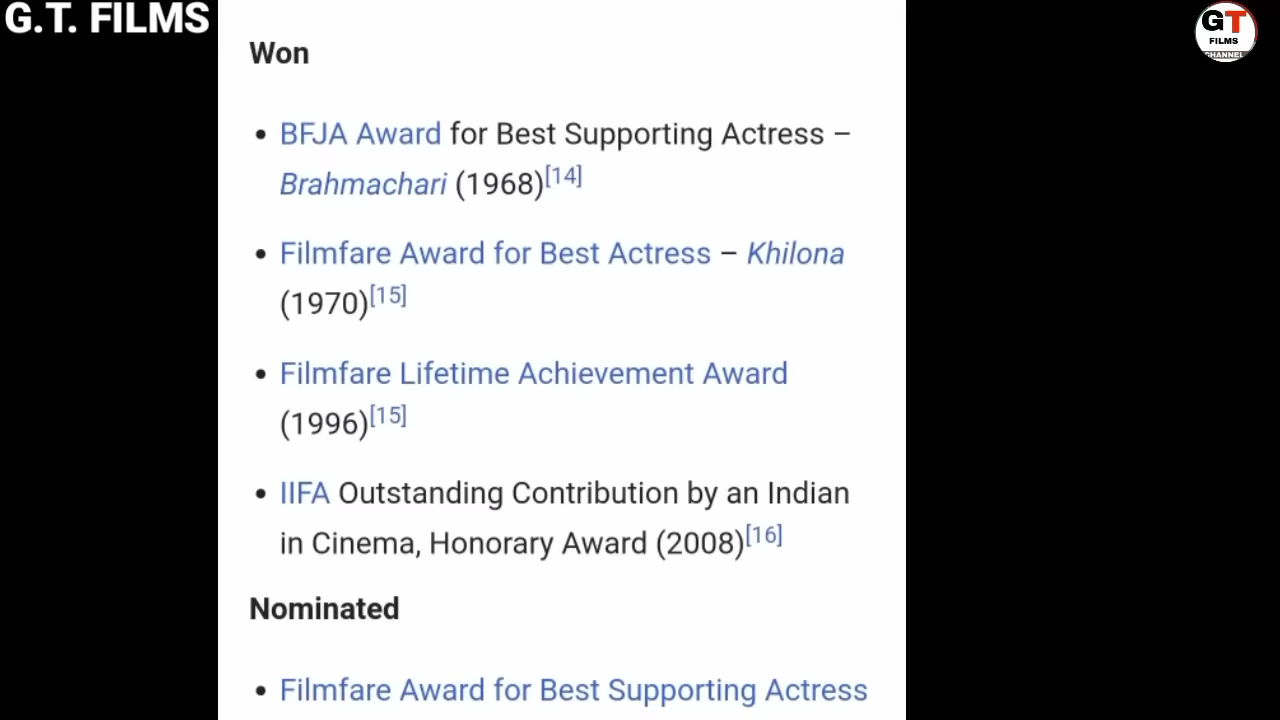 G.T. FILMS
GT
FILMS
CHANNEL
Won
• BFJA Award for Best Supporting Actress –
Brahmachari (1968)[14]
• Filmfare Award for Best Actress – Khilona
(1970)[15]
• Filmfare Lifetime Achievement Award
(1996)[15]
• IIFA Outstanding Contribution by an Indian
in Cinema, Honorary Award (2008)[16]
Nominated
• Filmfare Award for Best Supporting Actress